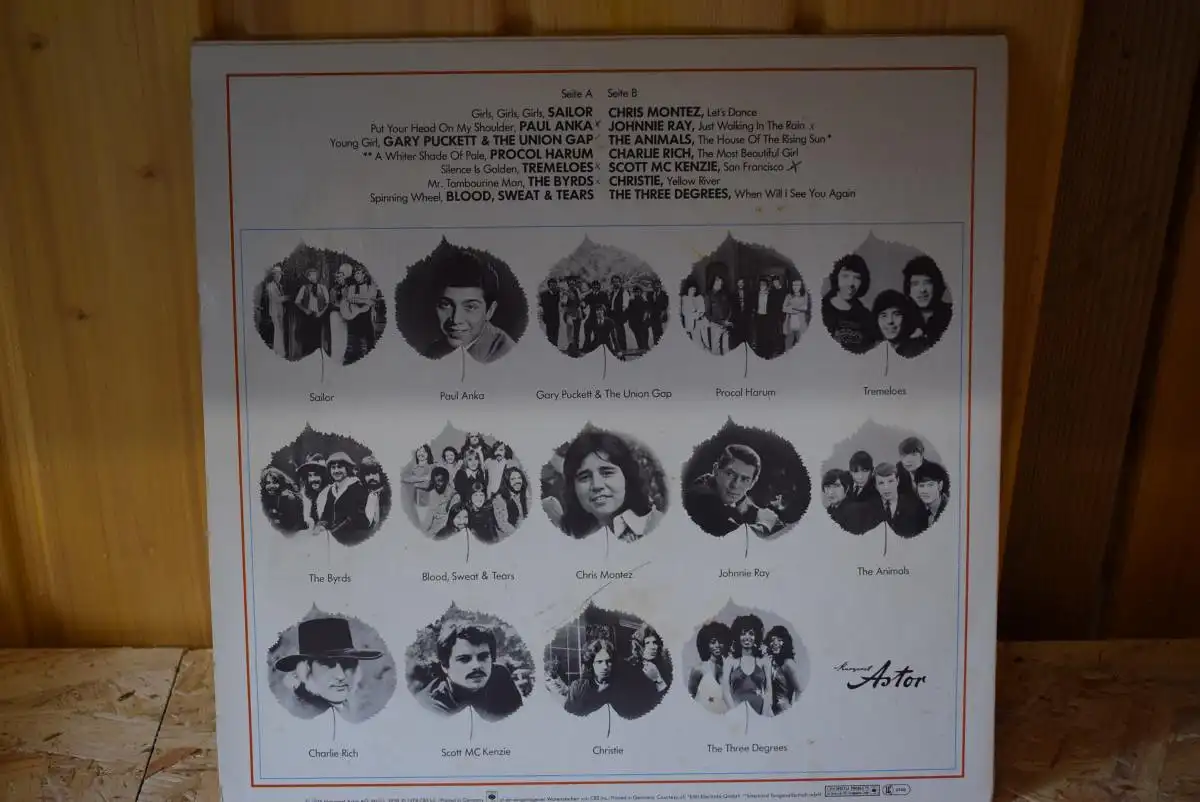 Seite A Seite B
Girls, Girls, Girls, SAILOR CHRIS MONTEZ, Let's Dance
Put Your Head On My Shoulder, PAUL ANKA x JOHNNIE RAY, Just Walking In The Rain x
Young Girl, GARY PUCKETT & THE UNION GAP THE ANIMALS, The House Of The Rising Sun*
** A Whiter Shade Of Pale, PROCOL HARUM CHARLIE RICH, The Most Beautiful Girl
Silence Is Golden, TREMELOES x SCOTT MC KENZIE, San Francisco x
Mr. Tambourine Man, THE BYRDS x CHRISTIE, Yellow River
Spinning Wheel, BLOOD, SWEAT & TEARS THE THREE DEGREES, When Will I See You Again
Sailor Paul Anka Gary Puckett & The Union Gap Procol Harum Tremeloes
The Byrds Blood, Sweat & Tears Chris Montez Johnnie Ray The Animals
Margaret
Astor
Charlie Rich Scott MC Kenzie Christie The Three Degrees